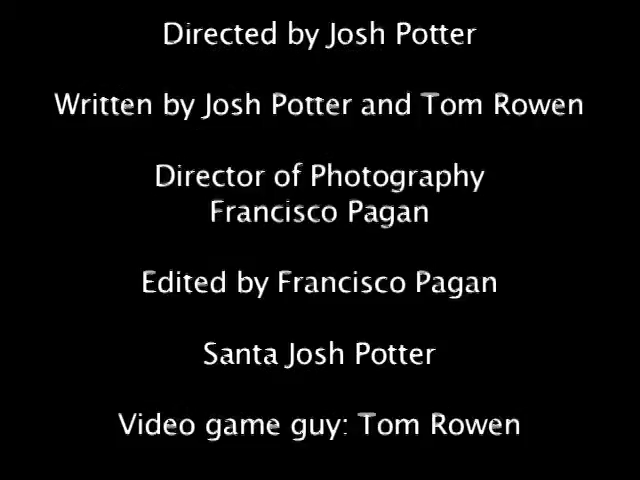 Directed by Josh Potter
Written by Josh Potter and Tom Rowen
Director of Photography
Francisco Pagan
Edited by Francisco Pagan
Santa Josh Potter
Video game guy: Tom Rowen